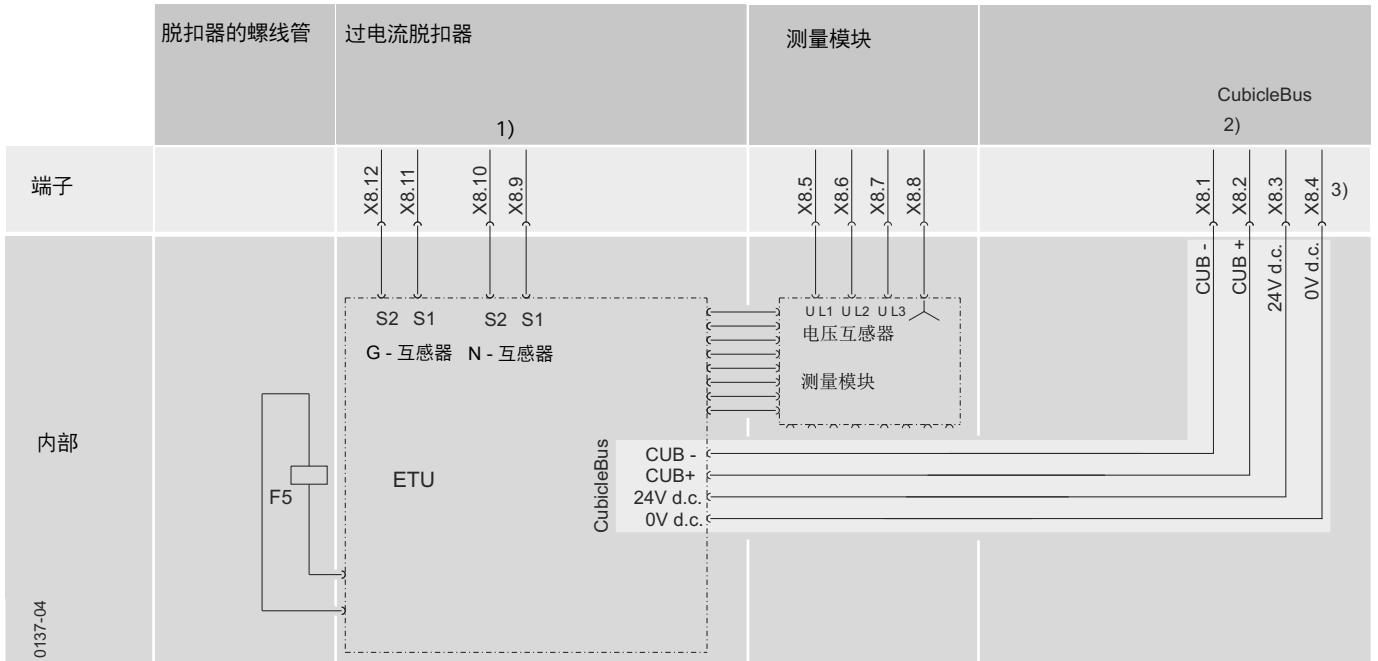 脱扣器的螺线管
过电流脱扣器
测量模块
CubicleBus
1)
2)
端子
X8.12
X8.11
X8.10
X8.9
X8.5
X8.6
X8.7
X8.8
X8.1
X8.2
X8.3
X8.4
3)
CUB -
CUB +
24V d.c.
0V d.c.
S2 S1 S2 S1
G - 互感器 N - 互感器
U L1 U L2 U L3
电压互感器
测量模块
内部
F5
ETU
CubicleBus
CUB -
CUB+
24V d.c.
0V d.c.
0137-04